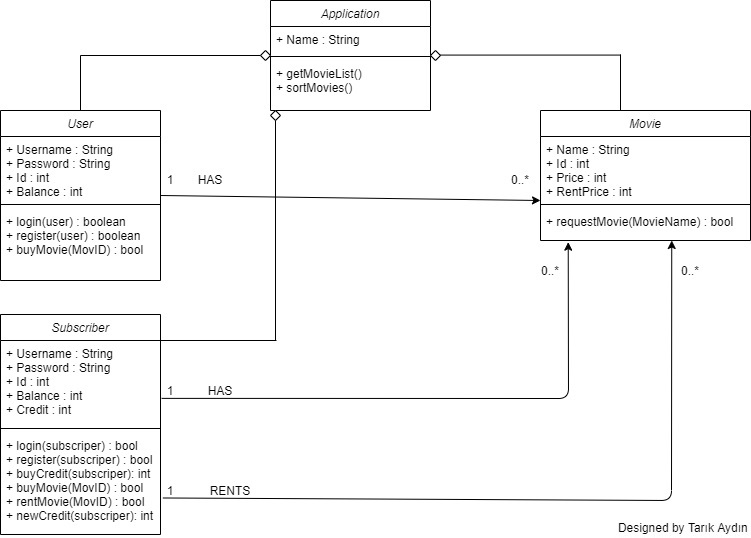 Application
+ Name : String
+ getMovieList()
+ sortMovies()
User
+ Username : String
+ Password : String
+ Id : int
+ Balance : int
+ login(user) : boolean
+ register(user) : boolean
+ buyMovie(MovID) : bool
1 HAS 0..*
Movie
+ Name : String
+ Id : int
+ Price : int
+ RentPrice : int
+ requestMovie(MovieName) : bool
0..* 0..*
Subscriber
+ Username : String
+ Password : String
+ Id : int
+ Balance : int
+ Credit : int
+ login(subscriper) : bool
+ register(subscriper) : bool
+ buyCredit(subscriper): int
+ buyMovie(MovID) : bool
+ rentMovie(MovID) : bool
+ newCredit(subscriper): int
1 HAS
1 RENTS
Designed by Tarık Aydın